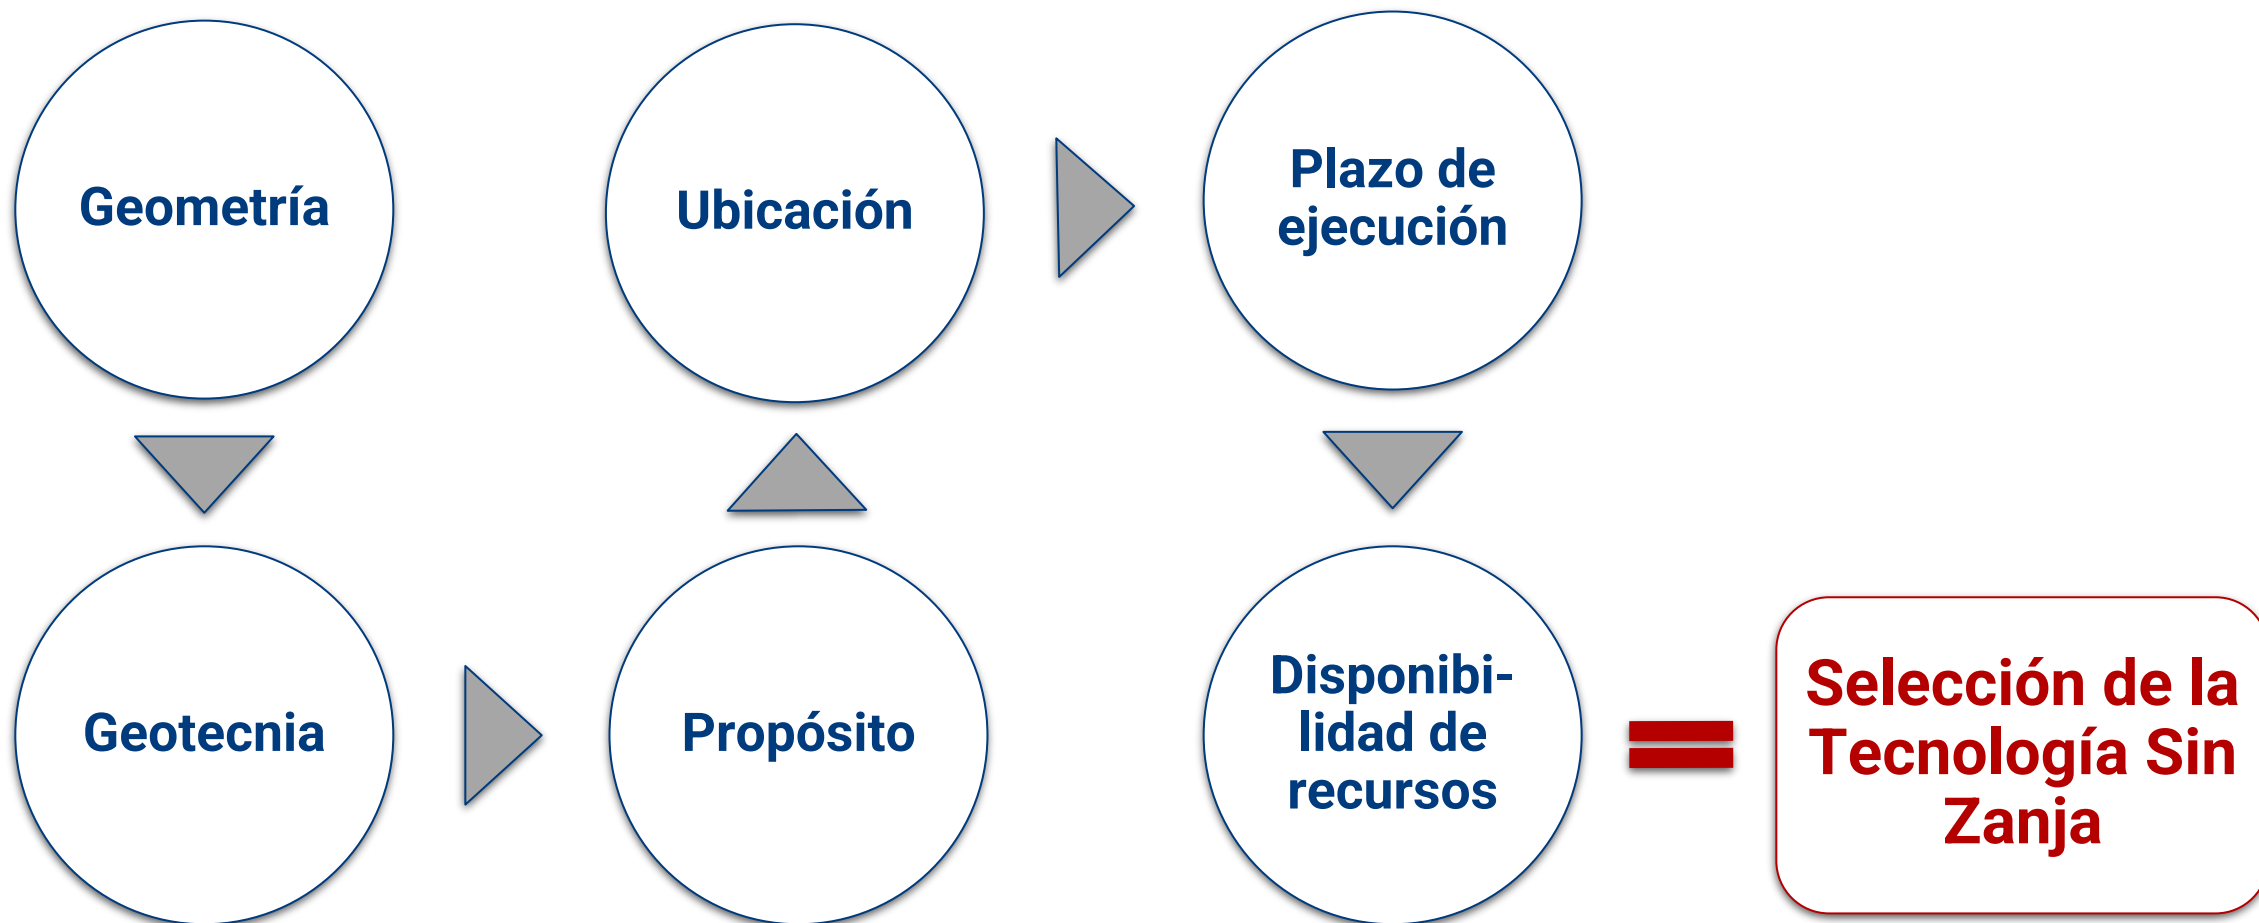 Geometría
Geotecnia
Propósito
Ubicación
Plazo de
ejecución
Disponibi-
lidad de
recursos
Selección de la
Tecnología Sin
Zanja